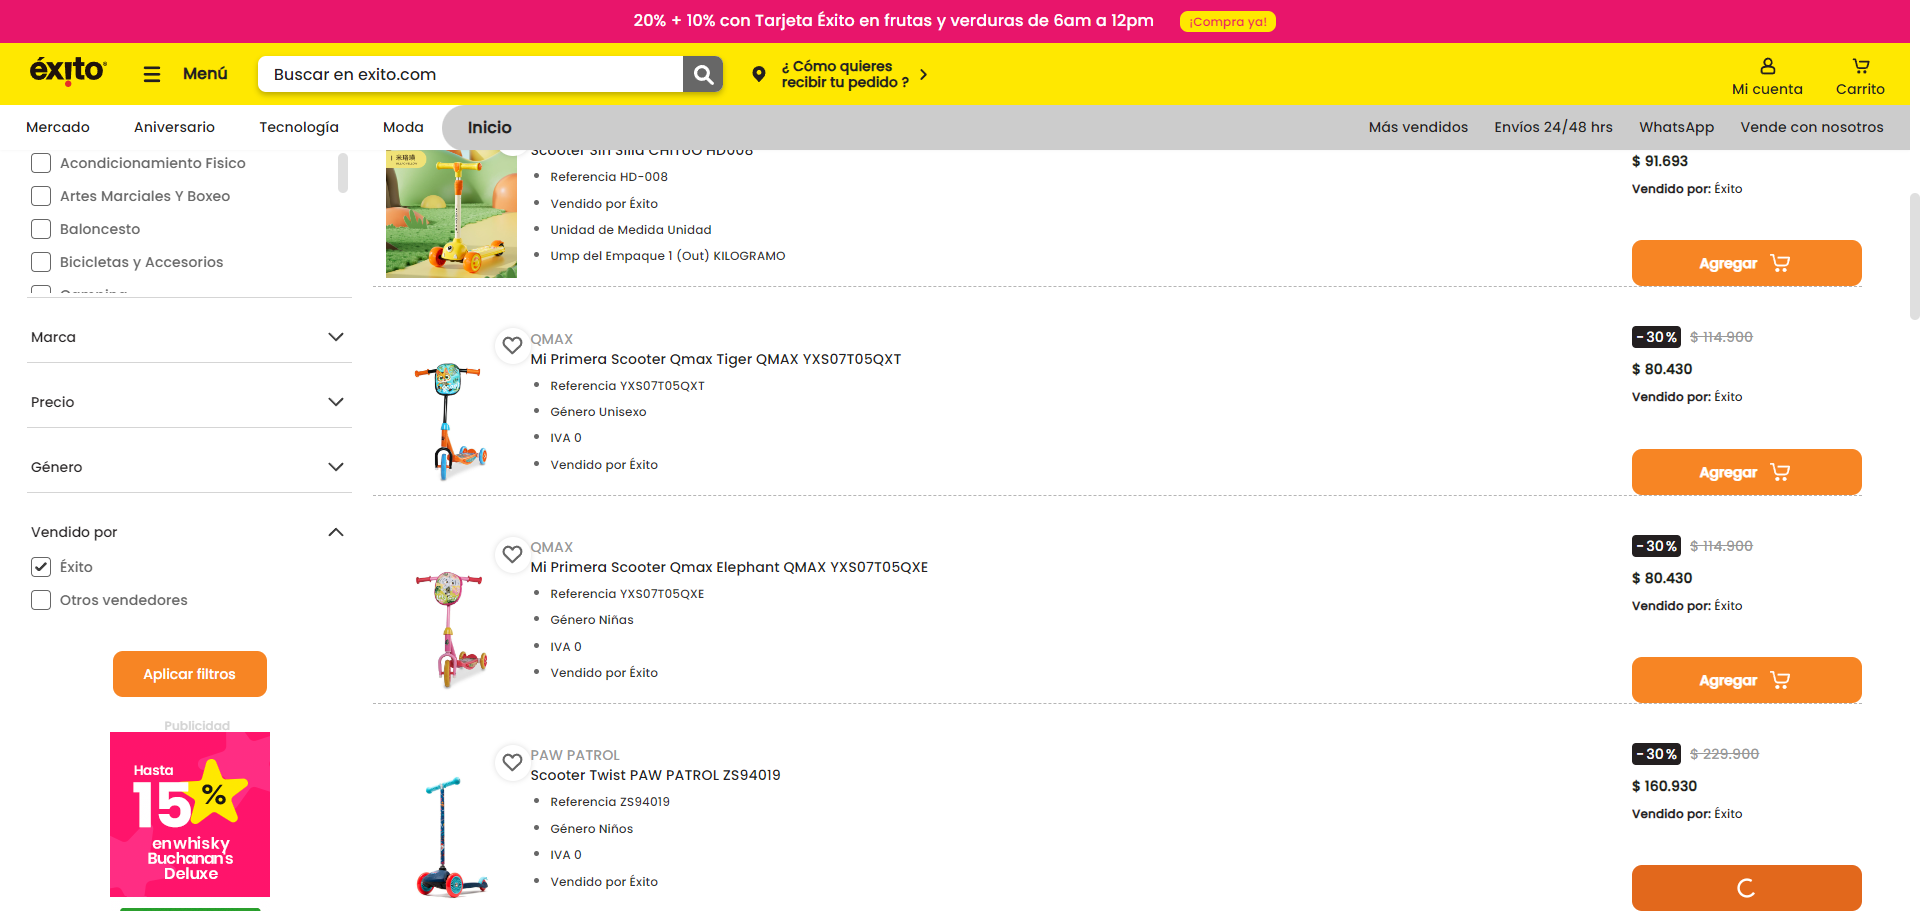 20% + 10% con Tarjeta Éxito en frutas y verduras de 6am a 12pm
¡Compra ya!
éxito
Menú
Buscar en exito.com
¿ Cómo quieres
recibir tu pedido ?
Mi cuenta
Carrito
Mercado
Aniversario
Tecnología
Moda
Inicio
Más vendidos
Envíos 24/48 hrs
WhatsApp
Vende con nosotros
Acondicionamiento Fisico
Artes Marciales Y Boxeo
Baloncesto
Bicicletas y Accesorios
Camping
Marca
Precio
Género
Vendido por
Éxito
Otros vendedores
Aplicar filtros
Publicidad
Hasta
15%
en whisky
Buchanan's
Deluxe
Scooter Sin Silla CHITUO HD008
Referencia HD-008
Vendido por Éxito
Unidad de Medida Unidad
Ump del Empaque 1 (Out) KILOGRAMO
$ 91.693
Vendido por: Éxito
Agregar
QMAX
Mi Primera Scooter Qmax Tiger QMAX YXS07T05QXT
Referencia YXS07T05QXT
Género Unisexo
IVA 0
Vendido por Éxito
-30% $ 114.900
$ 80.430
Vendido por: Éxito
Agregar
QMAX
Mi Primera Scooter Qmax Elephant QMAX YXS07T05QXE
Referencia YXS07T05QXE
Género Niñas
IVA 0
Vendido por Éxito
-30% $ 114.900
$ 80.430
Vendido por: Éxito
Agregar
PAW PATROL
Scooter Twist PAW PATROL ZS94019
Referencia ZS94019
Género Niños
IVA 0
Vendido por Éxito
-30% $ 229.900
$ 160.930
Vendido por: Éxito